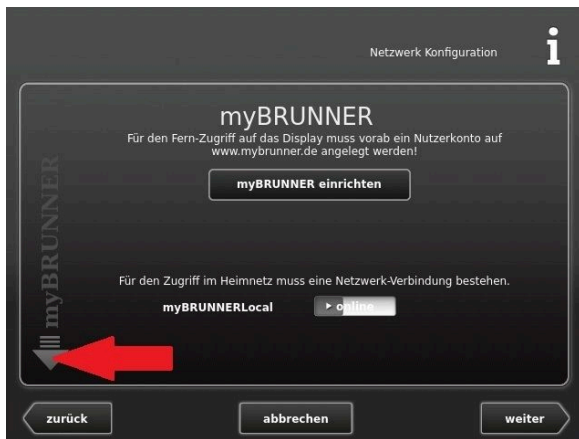 Netzwerk Konfiguration
i
myBRUNNER
Für den Fern-Zugriff auf das Display muss vorab ein Nutzerkonto auf
www.mybrunner.de angelegt werden!
myBRUNNER einrichten
myBRUNNER
Für den Zugriff im Heimnetz muss eine Netzwerk-Verbindung bestehen.
myBRUNNERLocal
online
zurück
abbrechen
weiter